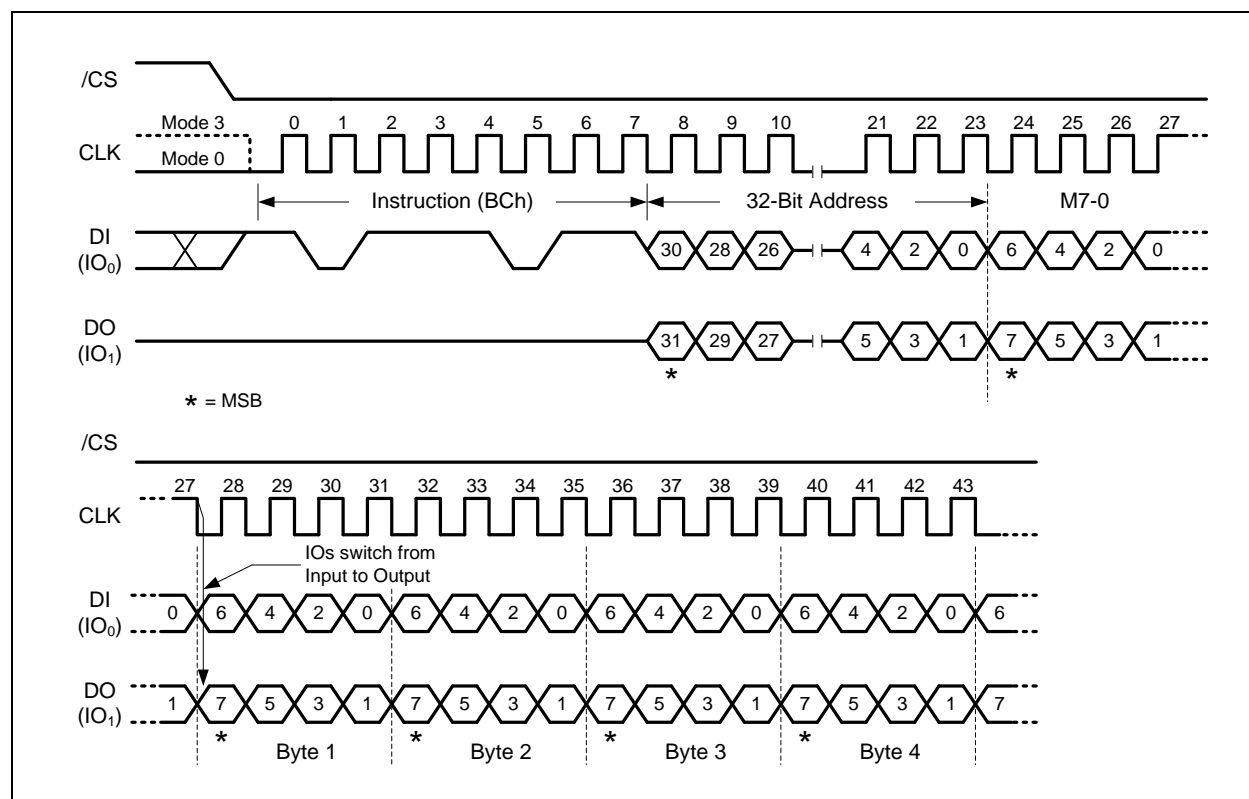 /CS
Mode 3 0 1 2 3 4 5 6 7 8 9 10 21 22 23 24 25 26 27
CLK
Mode 0
Instruction (BCh) 32-Bit Address M7-0
DI
(IO₀) 30 28 26 4 2 0 6 4 2 0
DO
(IO₁) 31 29 27 5 3 1 7 5 3 1
* *
* = MSB
/CS
27 28 29 30 31 32 33 34 35 36 37 38 39 40 41 42 43
CLK
IOs switch from
Input to Output
DI
(IO₀) 0 6 4 2 0 6 4 2 0 6 4 2 0 6 4 2 0 6
DO
(IO₁) 1 7 5 3 1 7 5 3 1 7 5 3 1 7 5 3 1 7
* * * *
Byte 1 Byte 2 Byte 3 Byte 4